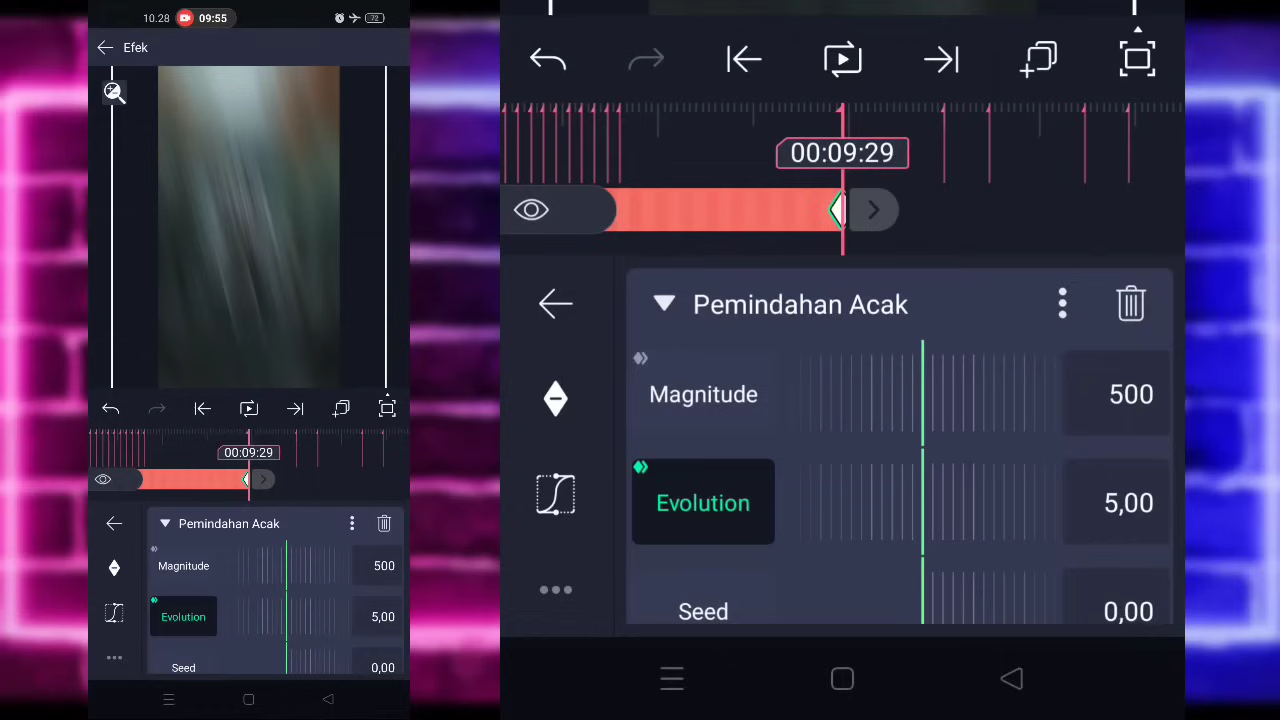 10.28
09:55
72
Efek
00:09:29
Pemindahan Acak
Magnitude
500
Evolution
5,00
Seed
0,00
00:09:29
Pemindahan Acak
Magnitude
500
Evolution
5,00
Seed
0,00